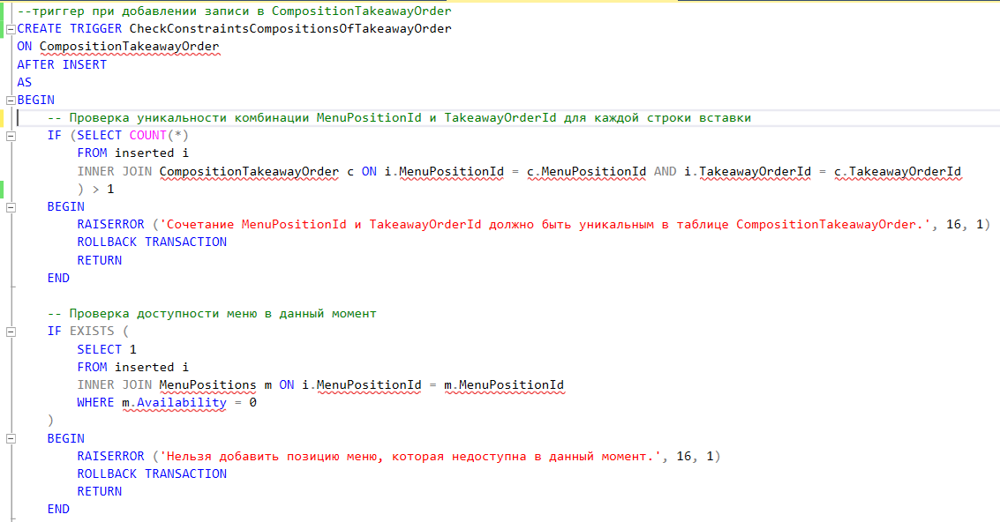 --триггер при добавлении записи в CompositionTakeawayOrder
CREATE TRIGGER CheckConstraintsCompositionsOfTakeawayOrder
ON CompositionTakeawayOrder
AFTER INSERT
AS
BEGIN
-- Проверка уникальности комбинации MenuPositionId и TakeawayOrderId для каждой строки вставки
IF (SELECT COUNT(*)
FROM inserted i
INNER JOIN CompositionTakeawayOrder c ON i.MenuPositionId = c.MenuPositionId AND i.TakeawayOrderId = c.TakeawayOrderId
) > 1
BEGIN
RAISERROR ('Сочетание MenuPositionId и TakeawayOrderId должно быть уникальным в таблице CompositionTakeawayOrder.', 16, 1)
ROLLBACK TRANSACTION
RETURN
END
-- Проверка доступности меню в данный момент
IF EXISTS (
SELECT 1
FROM inserted i
INNER JOIN MenuPositions m ON i.MenuPositionId = m.MenuPositionId
WHERE m.Availability = 0
)
BEGIN
RAISERROR ('Нельзя добавить позицию меню, которая недоступна в данный момент.', 16, 1)
ROLLBACK TRANSACTION
RETURN
END